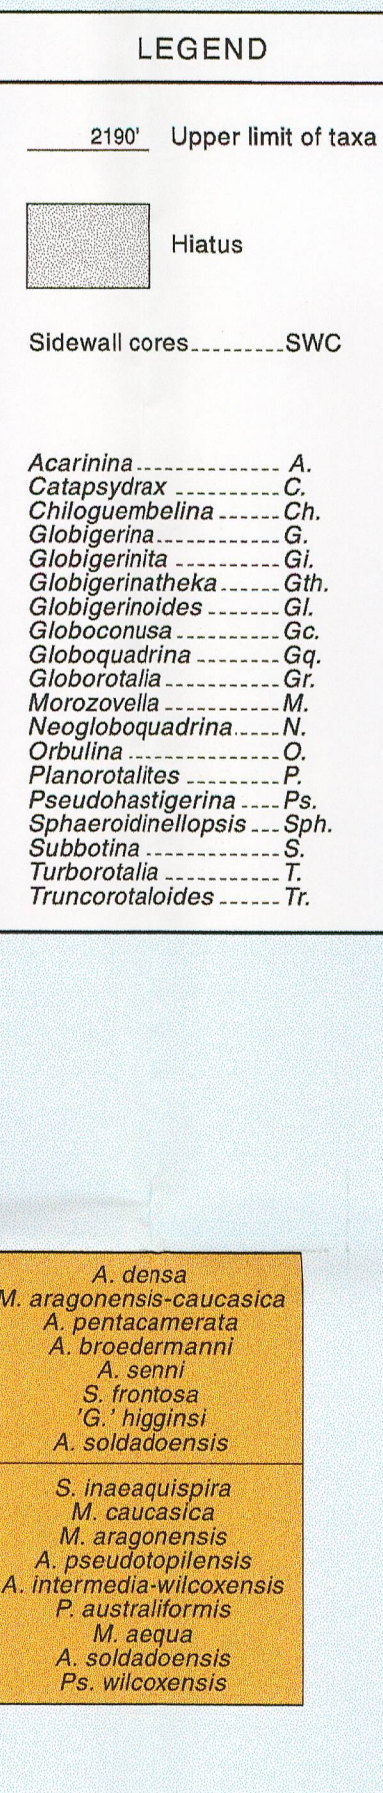 LEGEND
2190' Upper limit of taxa
Hiatus
Sidewall cores.........SWC
Acarinina.............. A.
Catapsydrax ........... C.
Chiloguembelina ...... Ch.
Globigerina............ G.
Globigerinita ......... Gi.
Globigerinatheka...... Gth.
Globigerinoides ....... Gl.
Globoconusa .......... Gc.
Globoquadrina ........ Gq.
Globorotalia........... Gr.
Morozovella ........... M.
Neogloboquadrina..... N.
Orbulina .............. O.
Planorotalites ......... P.
Pseudohastigerina .... Ps.
Sphaeroidinellopsis ... Sph.
Subbotina ............. S.
Turborotalia ........... T.
Truncorotaloides ...... Tr.
A. densa
M. aragonensis-caucasica
A. pentacamerata
A. broedermanni
A. senni
S. frontosa
'G.' higginsi
A. soldadoensis
S. inaeaquispira
M. caucasica
M. aragonensis
A. pseudotopilensis
A. intermedia-wilcoxensis
P. australiformis
M. aequa
A. soldadoensis
Ps. wilcoxensis